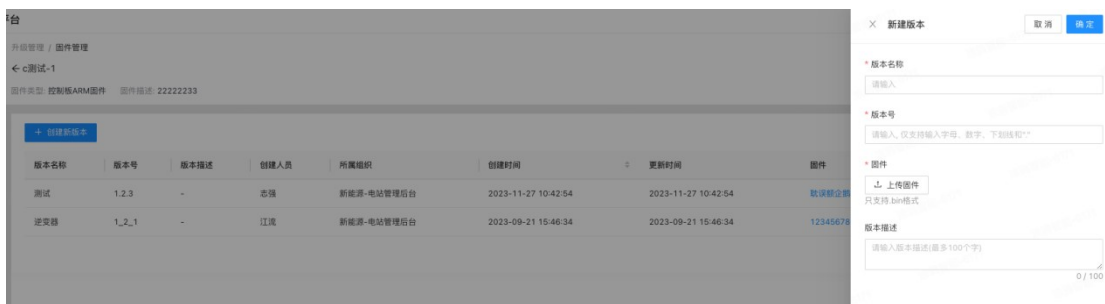 平台
升级管理 / 固件管理
← c测试-1
固件类型: 控制板ARM固件 固件描述: 22222233
+ 创建新版本
版本名称 版本号 版本描述 创建人员 所属组织 创建时间 更新时间 固件
测试 1.2.3 - 志强 新能源-电站管理后台 2023-11-27 10:42:54 2023-11-27 10:42:54
逆变器 1_2_1 - 江流 新能源-电站管理后台 2023-09-21 15:46:34 2023-09-21 15:46:34 12345678
× 新建版本 取消 确定
* 版本名称
请输入
* 版本号
请输入, 仅支持输入字母、数字、下划线和"."
* 固件
上传固件
只支持.bin格式
版本描述
请输入版本描述(最多100个字)
0 / 100